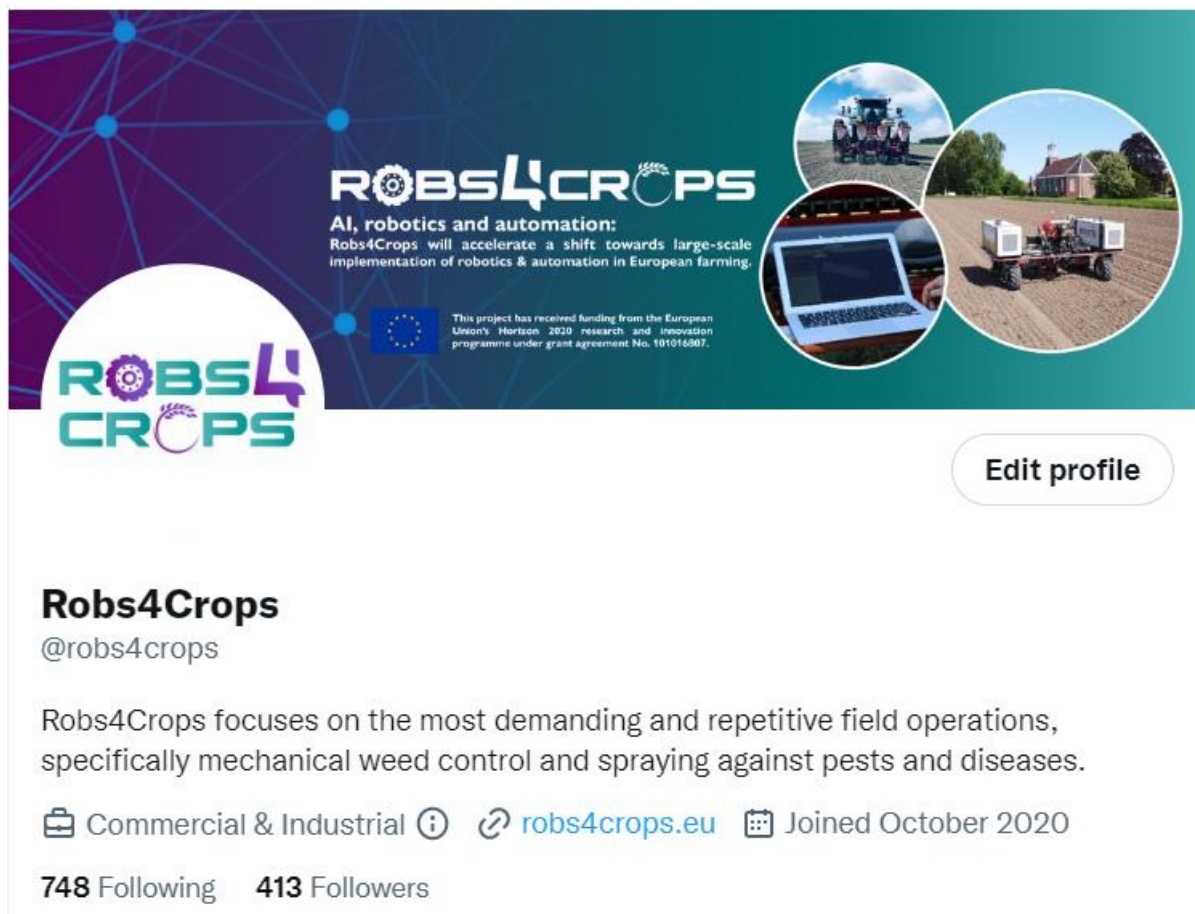 ROBS4CROPS
AI, robotics and automation:
Robs4Crops will accelerate a shift towards large-scale
implementation of robotics & automation in European farming.
This project has received funding from the European
Union's Horizon 2020 research and innovation
programme under grant agreement No. 101016807.
ROBS4
CROPS
Edit profile
Robs4Crops
@robs4crops
Robs4Crops focuses on the most demanding and repetitive field operations,
specifically mechanical weed control and spraying against pests and diseases.
Commercial & Industrial robs4crops.eu Joined October 2020
748 Following 413 Followers